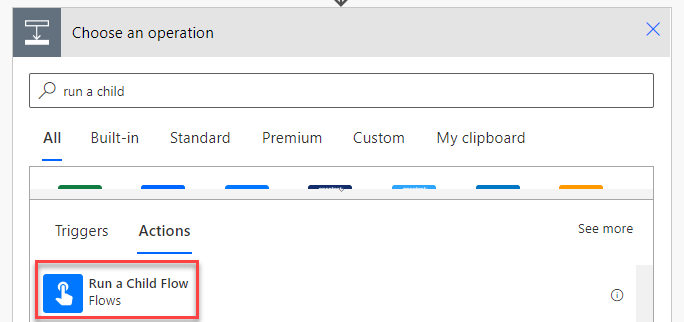 Choose an operation
run a child
All Built-in Standard Premium Custom My clipboard
Triggers Actions See more
Run a Child Flow
Flows